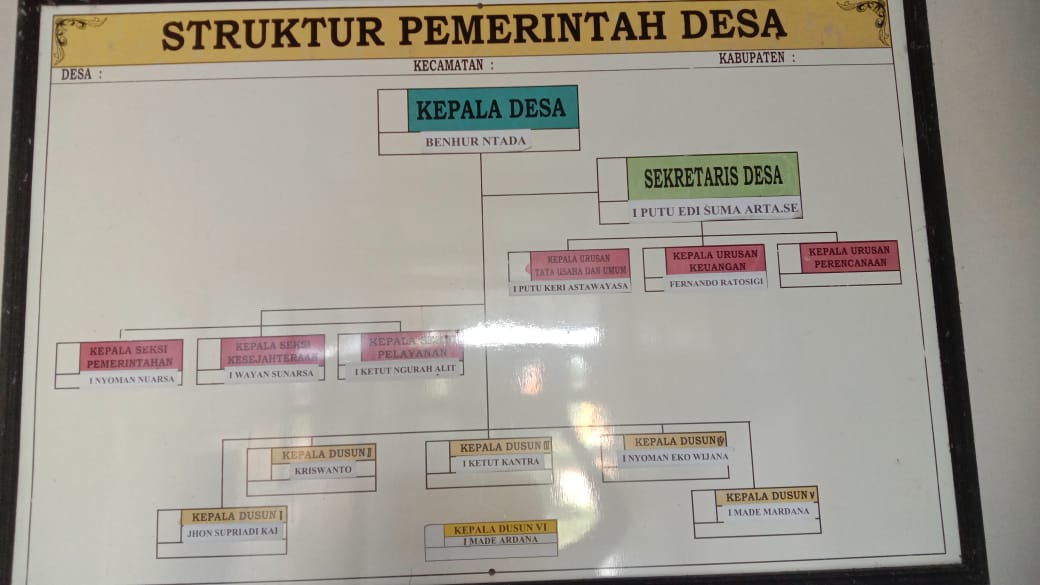 STRUKTUR PEMERINTAH DESA
DESA :
KECAMATAN :
KABUPATEN :
KEPALA DESA
BENHUR NTADA
SEKRETARIS DESA
I PUTU EDI SUMA ARTA.SE
KEPALA URUSAN
TATA USAHA DAN UMUM
I PUTU KERI ASTAWAYASA
KEPALA URUSAN
KEUANGAN
FERNANDO RATOSIGI
KEPALA URUSAN
PERENCANAAN
KEPALA SEKSI
PEMERINTAHAN
I NYOMAN NUARSA
KEPALA SEKSI
KESEJAHTERAAN
I WAYAN SUNARSA
KEPALA SEKSI
PELAYANAN
I KETUT NGURAH ALIT
KEPALA DUSUN II
KRISWANTO
KEPALA DUSUN III
I KETUT KANTRA
KEPALA DUSUN IV
I NYOMAN EKO WIJANA
KEPALA DUSUN I
JHON SUPRIADI KAI
KEPALA DUSUN VI
I MADE ARDANA
KEPALA DUSUN V
I MADE MARDANA